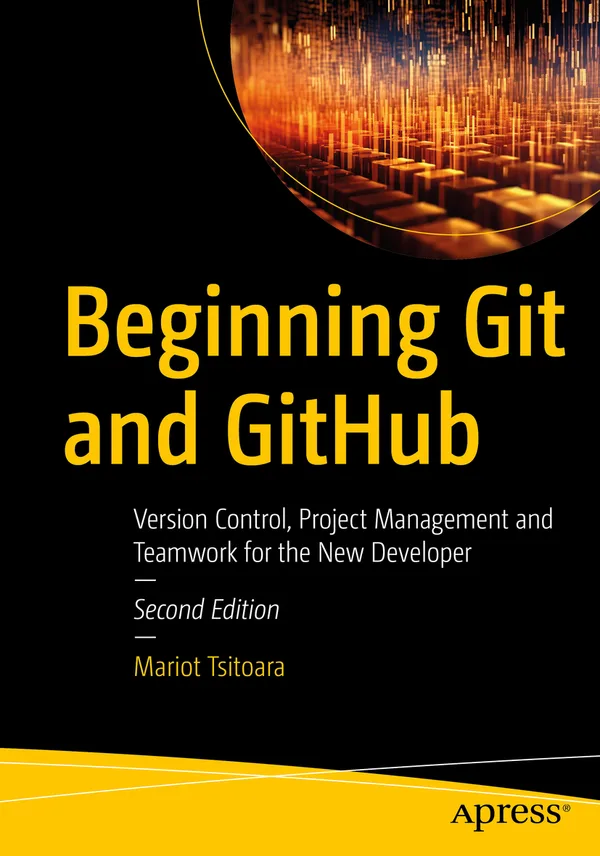 Beginning Git
and GitHub
Version Control, Project Management and
Teamwork for the New Developer
—
Second Edition
—
Mariot Tsitoara
Apress®